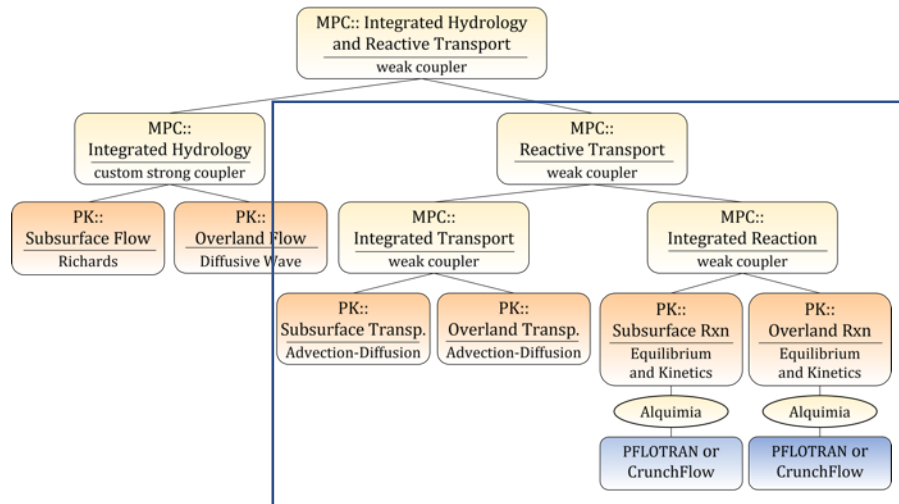 MPC:: Integrated Hydrology
and Reactive Transport
weak coupler
MPC::
Integrated Hydrology
custom strong coupler
MPC::
Reactive Transport
weak coupler
PK::
Subsurface Flow
Richards
PK::
Overland Flow
Diffusive Wave
MPC::
Integrated Transport
weak coupler
MPC::
Integrated Reaction
weak coupler
PK::
Subsurface Transp.
Advection-Diffusion
PK::
Overland Transp.
Advection-Diffusion
PK::
Subsurface Rxn
Equilibrium
and Kinetics
PK::
Overland Rxn
Equilibrium
and Kinetics
Alquimia
Alquimia
PFLOTRAN or
CrunchFlow
PFLOTRAN or
CrunchFlow